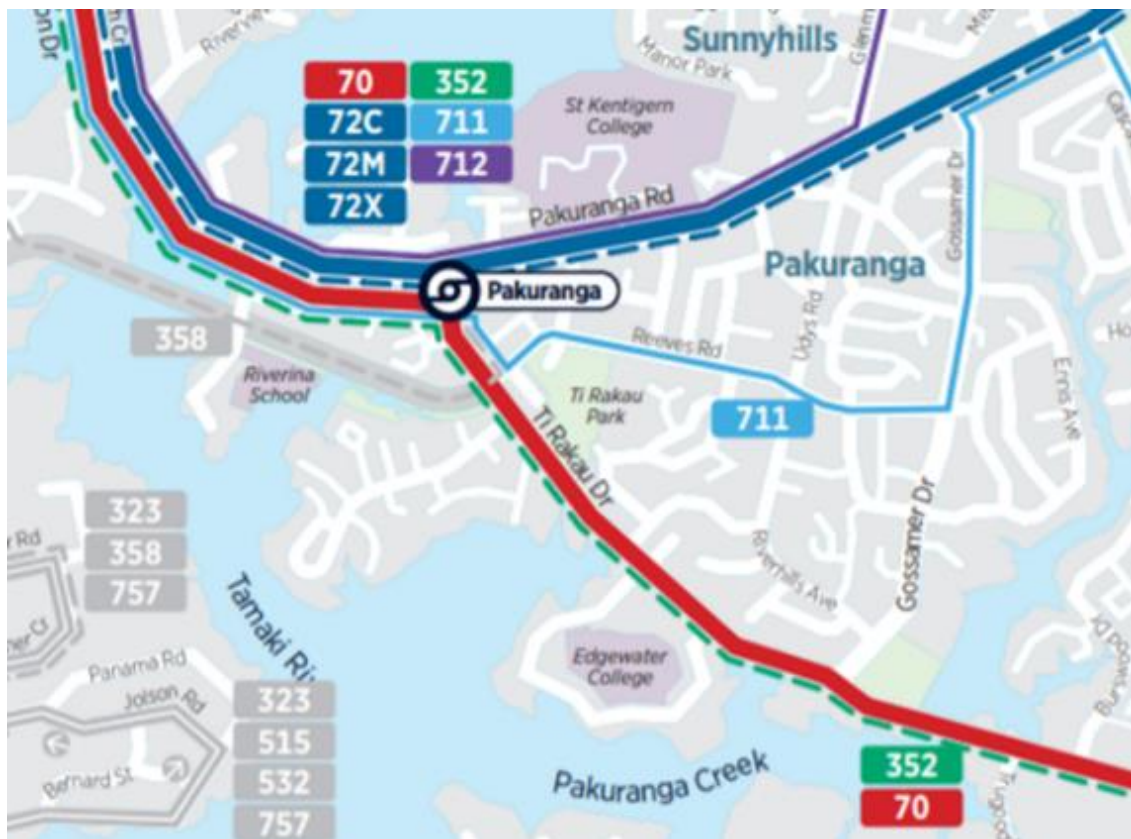 Sunnyhills
Manor Park
70
352
72C
711
72M
712
72X
St Kentigern
College
Pakuranga Rd
Gossamer Dr
Pakuranga
Pakuranga
358
Reeves Rd
Udys Rd
Riverina
School
Ti Rakau
Park
711
Ennis Ave
Ti Rakau Dr
323
358
757
Gossamer Dr
Riverhills Ave
Tamaki
Edgewater
College
Panama Rd
Jolson Rd
323
515
532
757
Bernard St
Pakuranga Creek
352
70